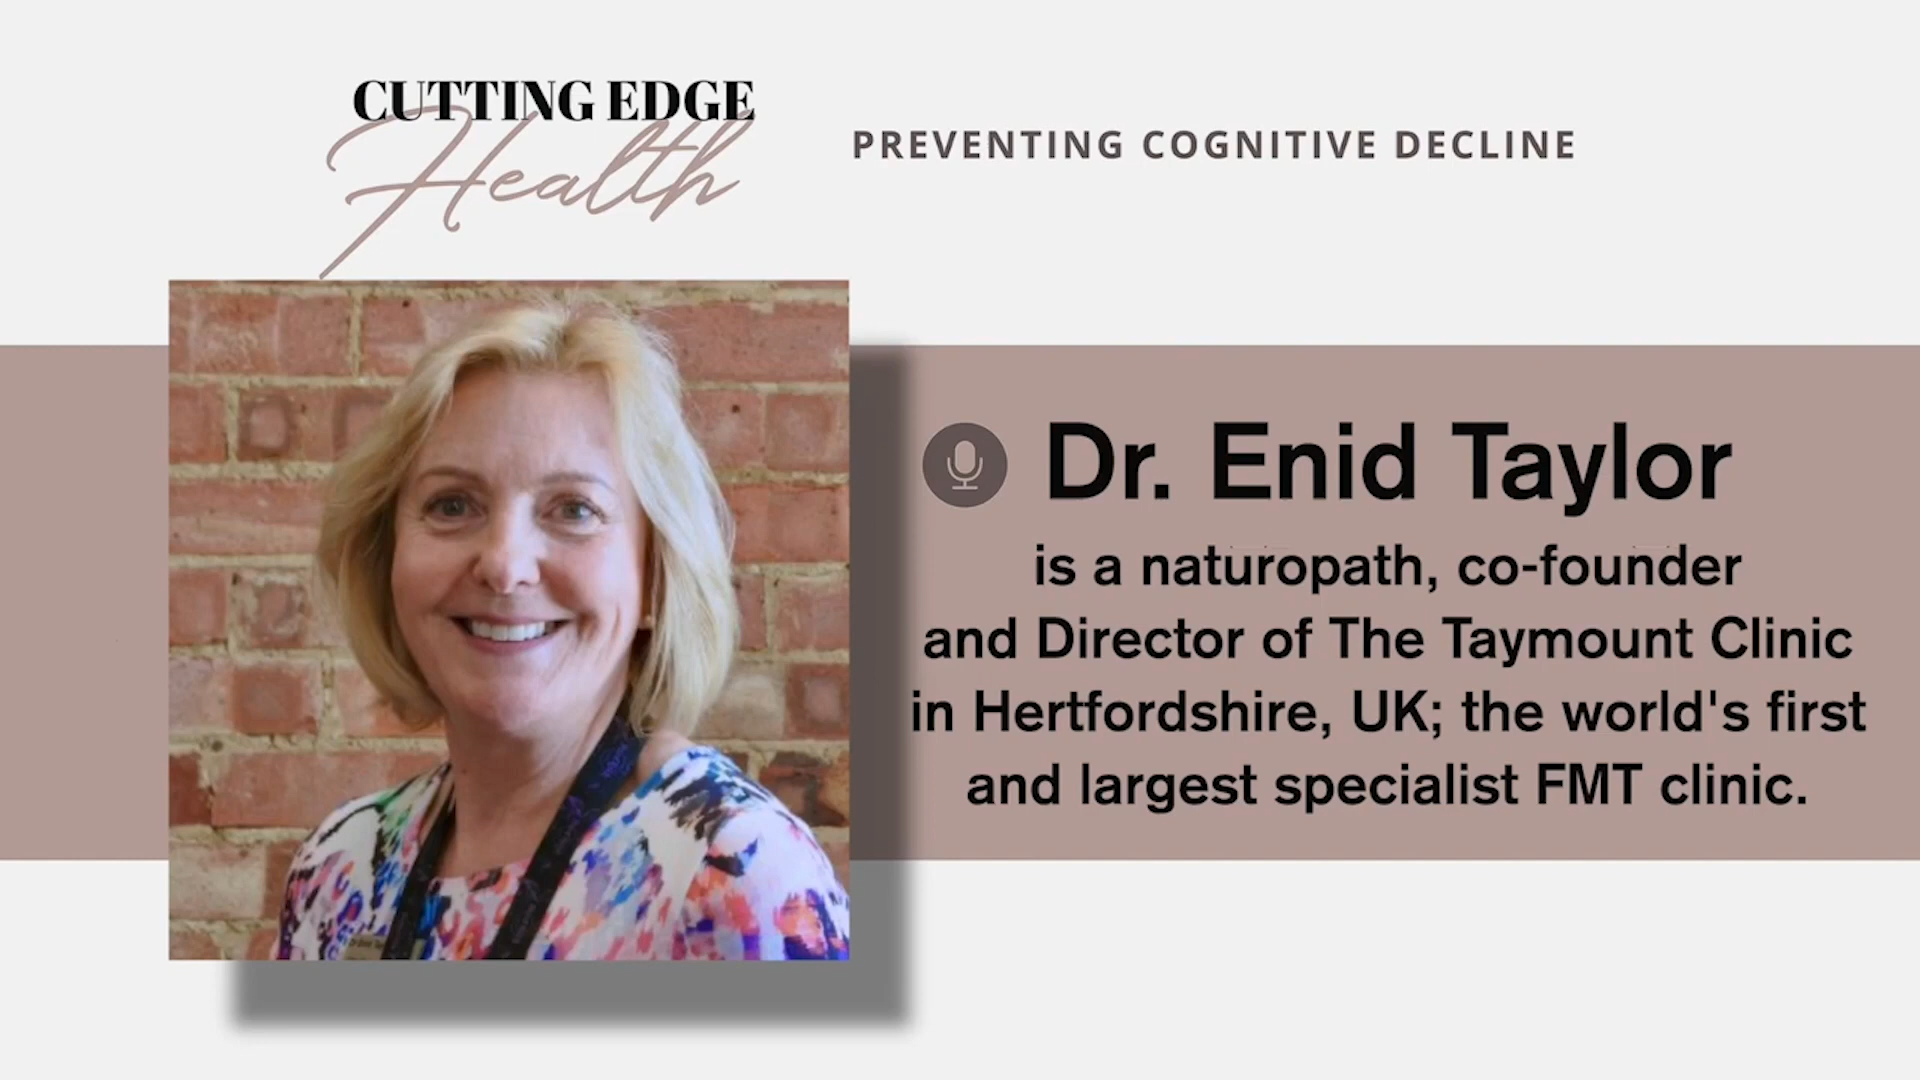 CUTTING EDGE
Health
PREVENTING COGNITIVE DECLINE
Dr. Enid Taylor
is a naturopath, co-founder
and Director of The Taymount Clinic
in Hertfordshire, UK; the world's first
and largest specialist FMT clinic.